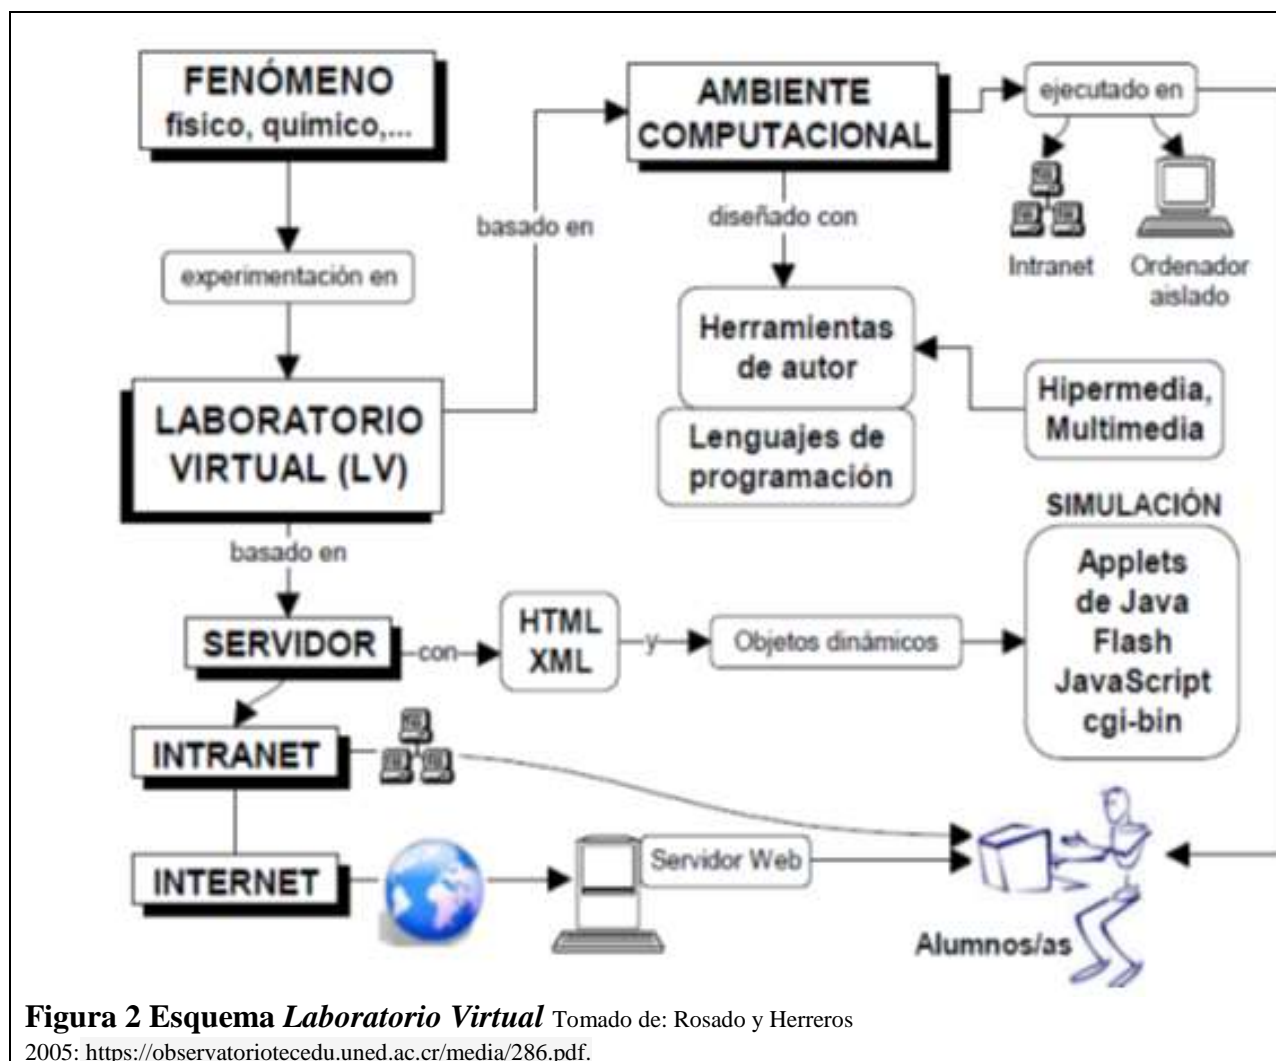 FENÓMENO
físico, químico,...
experimentación en
LABORATORIO
VIRTUAL (LV)
basado en
AMBIENTE
COMPUTACIONAL
ejecutado en
Intranet
Ordenador
aislado
diseñado con
Herramientas
de autor
Lenguajes de
programación
Hipermedia,
Multimedia
basado en
SERVIDOR
con
HTML
XML
y
Objetos dinámicos
SIMULACIÓN
Applets
de Java
Flash
JavaScript
cgi-bin
INTRANET
INTERNET
Servidor Web
Alumnos/as
Figura 2 Esquema Laboratorio Virtual Tomado de: Rosado y Herreros
2005: https://observatoriotecedu.uned.ac.cr/media/286.pdf.